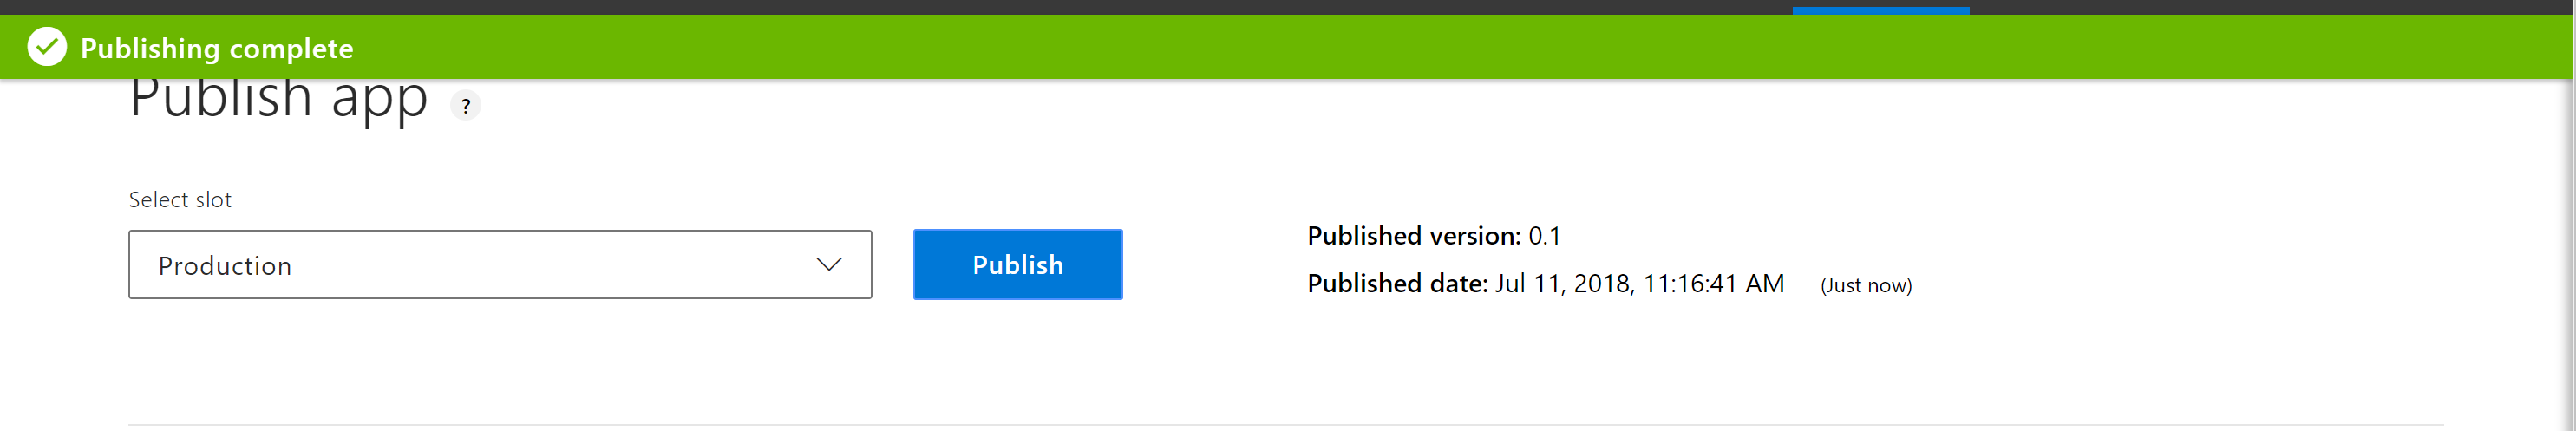 Publishing complete
Publish app ?
Select slot
Production
Publish
Published version: 0.1
Published date: Jul 11, 2018, 11:16:41 AM (Just now)